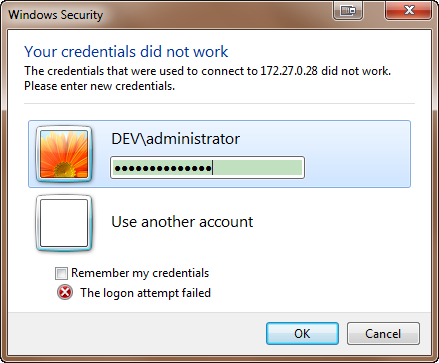 Windows Security
Your credentials did not work
The credentials that were used to connect to 172.27.0.28 did not work.
Please enter new credentials.
DEV\administrator
●●●●●●●●●●●●●●
Use another account
Remember my credentials
The logon attempt failed
OK
Cancel